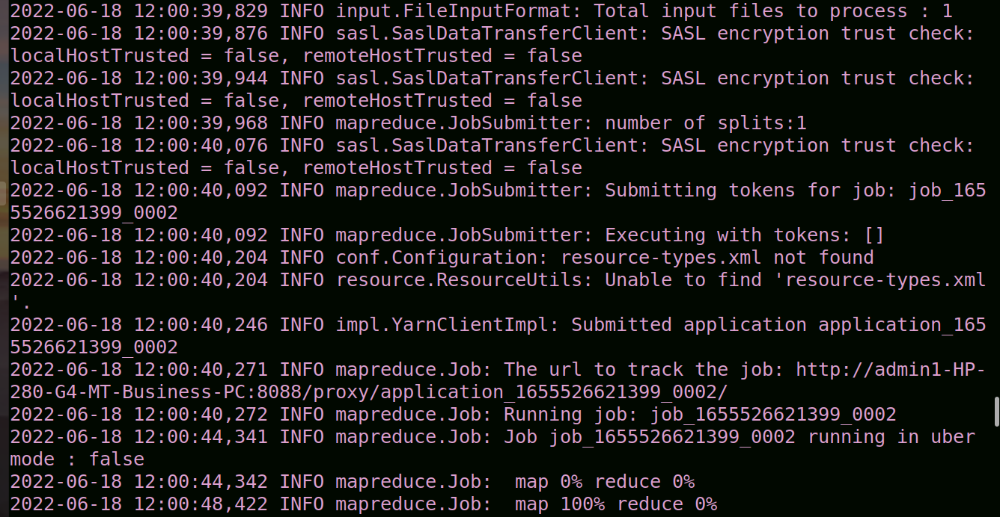 2022-06-18 12:00:39,829 INFO input.FileInputFormat: Total input files to process : 1
2022-06-18 12:00:39,876 INFO sasl.SaslDataTransferClient: SASL encryption trust check:
localHostTrusted = false, remoteHostTrusted = false
2022-06-18 12:00:39,944 INFO sasl.SaslDataTransferClient: SASL encryption trust check:
localHostTrusted = false, remoteHostTrusted = false
2022-06-18 12:00:39,968 INFO mapreduce.JobSubmitter: number of splits:1
2022-06-18 12:00:40,076 INFO sasl.SaslDataTransferClient: SASL encryption trust check:
localHostTrusted = false, remoteHostTrusted = false
2022-06-18 12:00:40,092 INFO mapreduce.JobSubmitter: Submitting tokens for job: job_165
5526621399_0002
2022-06-18 12:00:40,092 INFO mapreduce.JobSubmitter: Executing with tokens: []
2022-06-18 12:00:40,204 INFO conf.Configuration: resource-types.xml not found
2022-06-18 12:00:40,204 INFO resource.ResourceUtils: Unable to find 'resource-types.xml
'.
2022-06-18 12:00:40,246 INFO impl.YarnClientImpl: Submitted application application_165
5526621399_0002
2022-06-18 12:00:40,271 INFO mapreduce.Job: The url to track the job: http://admin1-HP-
280-G4-MT-Business-PC:8088/proxy/application_1655526621399_0002/
2022-06-18 12:00:40,272 INFO mapreduce.Job: Running job: job_1655526621399_0002
2022-06-18 12:00:44,341 INFO mapreduce.Job: Job job_1655526621399_0002 running in uber
mode : false
2022-06-18 12:00:44,342 INFO mapreduce.Job:  map 0% reduce 0%
2022-06-18 12:00:48,422 INFO mapreduce.Job:  map 100% reduce 0%